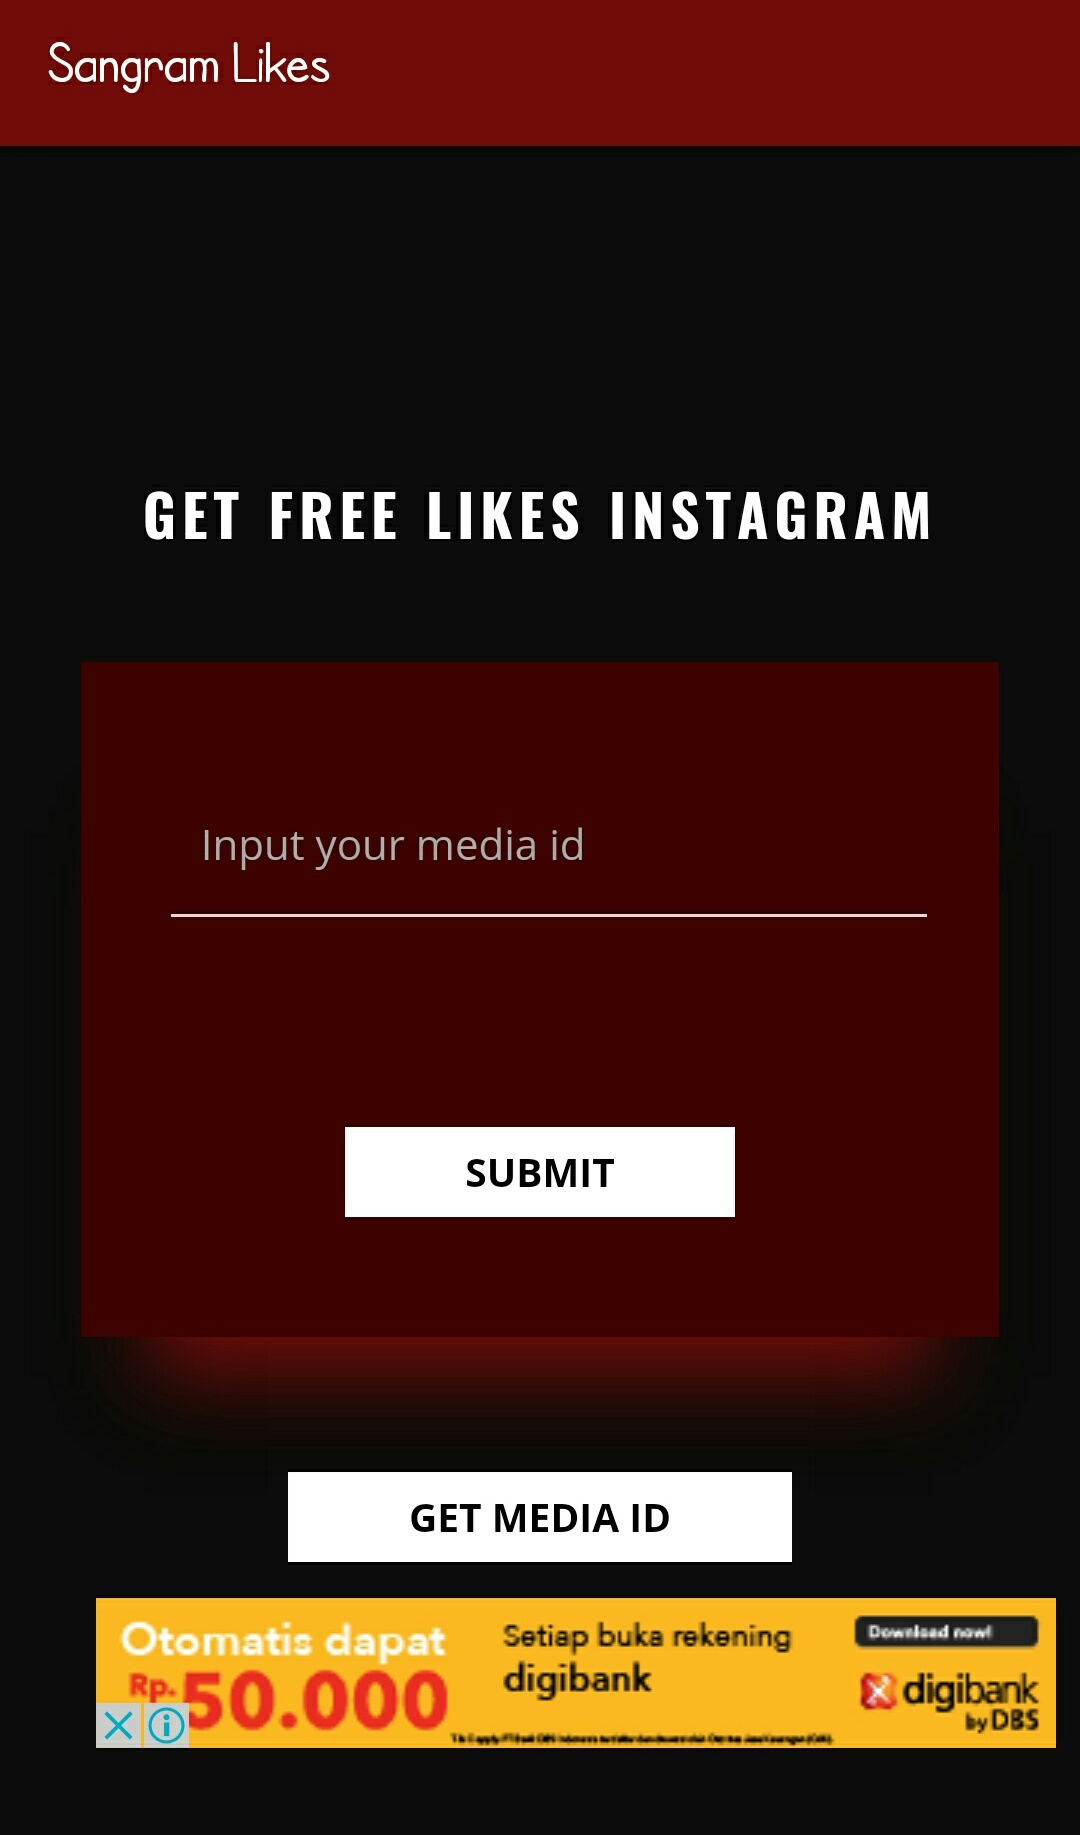 Sangram Likes
GET FREE LIKES INSTAGRAM
Input your media id
SUBMIT
GET MEDIA ID
Otomatis dapat
Rp. 50.000
Setiap buka rekening
digibank
Download now!
digibank
by DBS